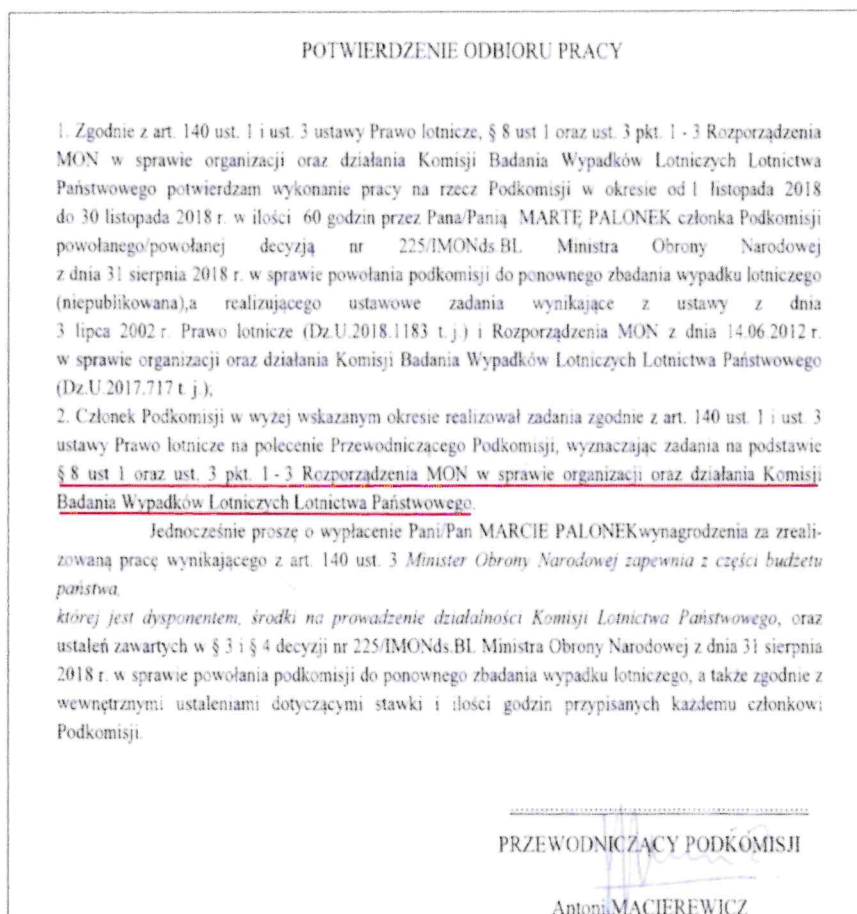 POTWIERDZENIE ODBIORU PRACY
1. Zgodnie z art. 140 ust. 1 i ust. 3 ustawy Prawo lotnicze, § 8 ust 1 oraz ust. 3 pkt. 1 - 3 Rozporządzenia
MON w sprawie organizacji oraz działania Komisji Badania Wypadków Lotniczych Lotnictwa
Państwowego potwierdzam wykonanie pracy na rzecz Podkomisji w okresie od 1 listopada 2018
do 30 listopada 2018 r. w ilości 60 godzin przez Pana/Panią MARTĘ PALONEK członka Podkomisji
powołanego/powołanej decyzją nr 225/IMONds.BL Ministra Obrony Narodowej
z dnia 31 sierpnia 2018 r. w sprawie powołania podkomisji do ponownego zbadania wypadku lotniczego
(niepublikowana),a realizującego ustawowe zadania wynikające z ustawy z dnia
3 lipca 2002 r. Prawo lotnicze (Dz.U.2018.1183 t. j.) i Rozporządzenia MON z dnia 14.06.2012 r.
w sprawie organizacji oraz działania Komisji Badania Wypadków Lotniczych Lotnictwa Państwowego
(Dz.U.2017.717 t. j.);
2. Członek Podkomisji w wyżej wskazanym okresie realizował zadania zgodnie z art. 140 ust. 1 i ust. 3
ustawy Prawo lotnicze na polecenie Przewodniczącego Podkomisji, wyznaczając zadania na podstawie
§ 8 ust 1 oraz ust. 3 pkt. 1 - 3 Rozporządzenia MON w sprawie organizacji oraz działania Komisji
Badania Wypadków Lotniczych Lotnictwa Państwowego.
Jednocześnie proszę o wypłacenie Pani/Pan MARCIE PALONEKwynagrodzenia za zreali-
zowaną pracę wynikającego z art. 140 ust. 3 Minister Obrony Narodowej zapewnia z części budżetu
państwa,
której jest dysponentem, środki na prowadzenie działalności Komisji Lotnictwa Państwowego, oraz
ustaleń zawartych w § 3 i § 4 decyzji nr 225/IMONds.BL Ministra Obrony Narodowej z dnia 31 sierpnia
2018 r. w sprawie powołania podkomisji do ponownego zbadania wypadku lotniczego, a także zgodnie z
wewnętrznymi ustaleniami dotyczącymi stawki i ilości godzin przypisanych każdemu członkowi
Podkomisji.
PRZEWODNICZĄCY PODKOMISJI
Antoni MACIEREWICZ